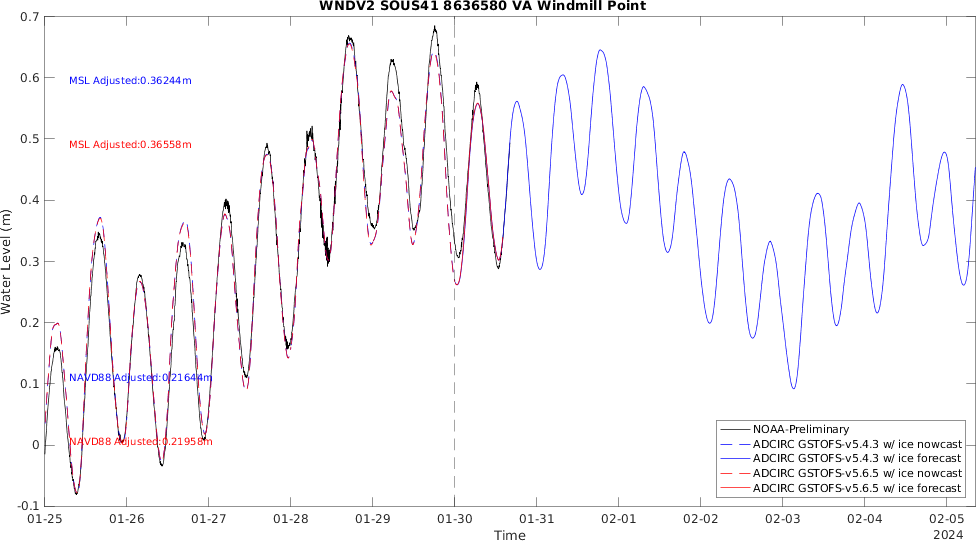 WNDV2 SOUS41 8636580 VA Windmill Point
0.7
0.6
0.5
0.4
0.3
0.2
0.1
0
-0.1
Water Level (m)
MSL Adjusted:0.36244m
MSL Adjusted:0.36558m
NAVD88 Adjusted:0.21644m
NAVD88 Adjusted:0.21958m
NOAA-Preliminary
ADCIRC GSTOFS-v5.4.3 w/ ice nowcast
ADCIRC GSTOFS-v5.4.3 w/ ice forecast
ADCIRC GSTOFS-v5.6.5 w/ ice nowcast
ADCIRC GSTOFS-v5.6.5 w/ ice forecast
01-25 01-26 01-27 01-28 01-29 01-30 01-31 02-01 02-02 02-03 02-04 02-05
Time
2024